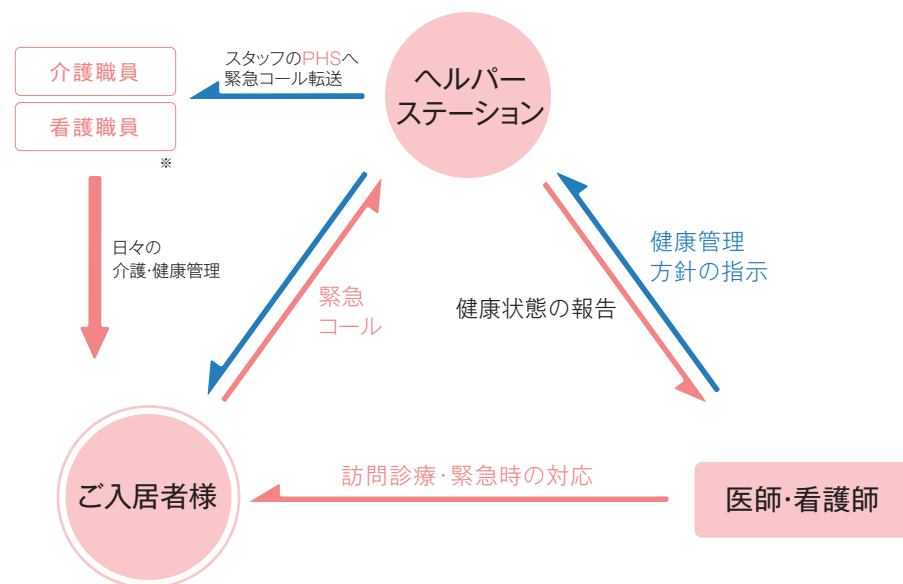 介護職員
看護職員
※
スタッフのPHSへ
緊急コール転送
ヘルパー
ステーション
日々の
介護・健康管理
緊急
コール
健康状態の報告
健康管理
方針の指示
ご入居者様
訪問診療・緊急時の対応
医師・看護師